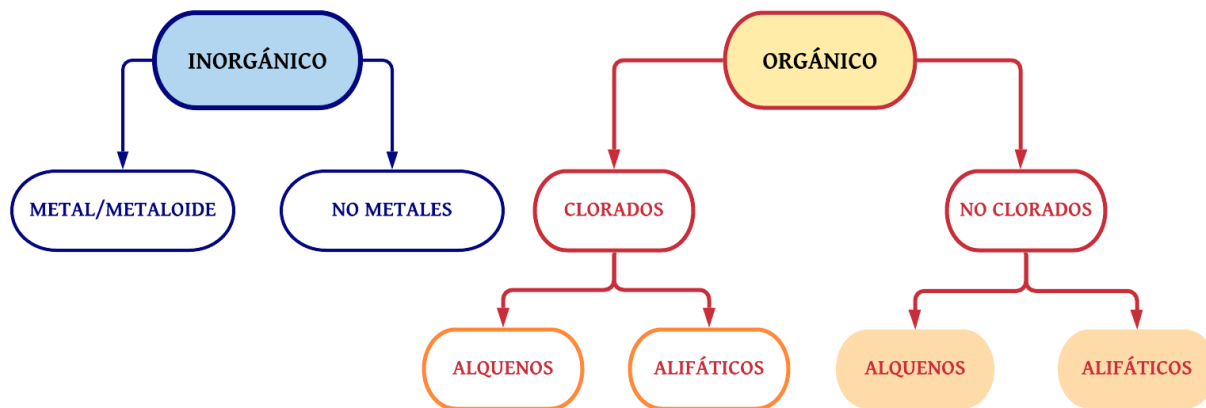 INORGÁNICO
ORGÁNICO
METAL/METALOIDE
NO METALES
CLORADOS
NO CLORADOS
ALQUENOS
ALIFÁTICOS
ALQUENOS
ALIFÁTICOS